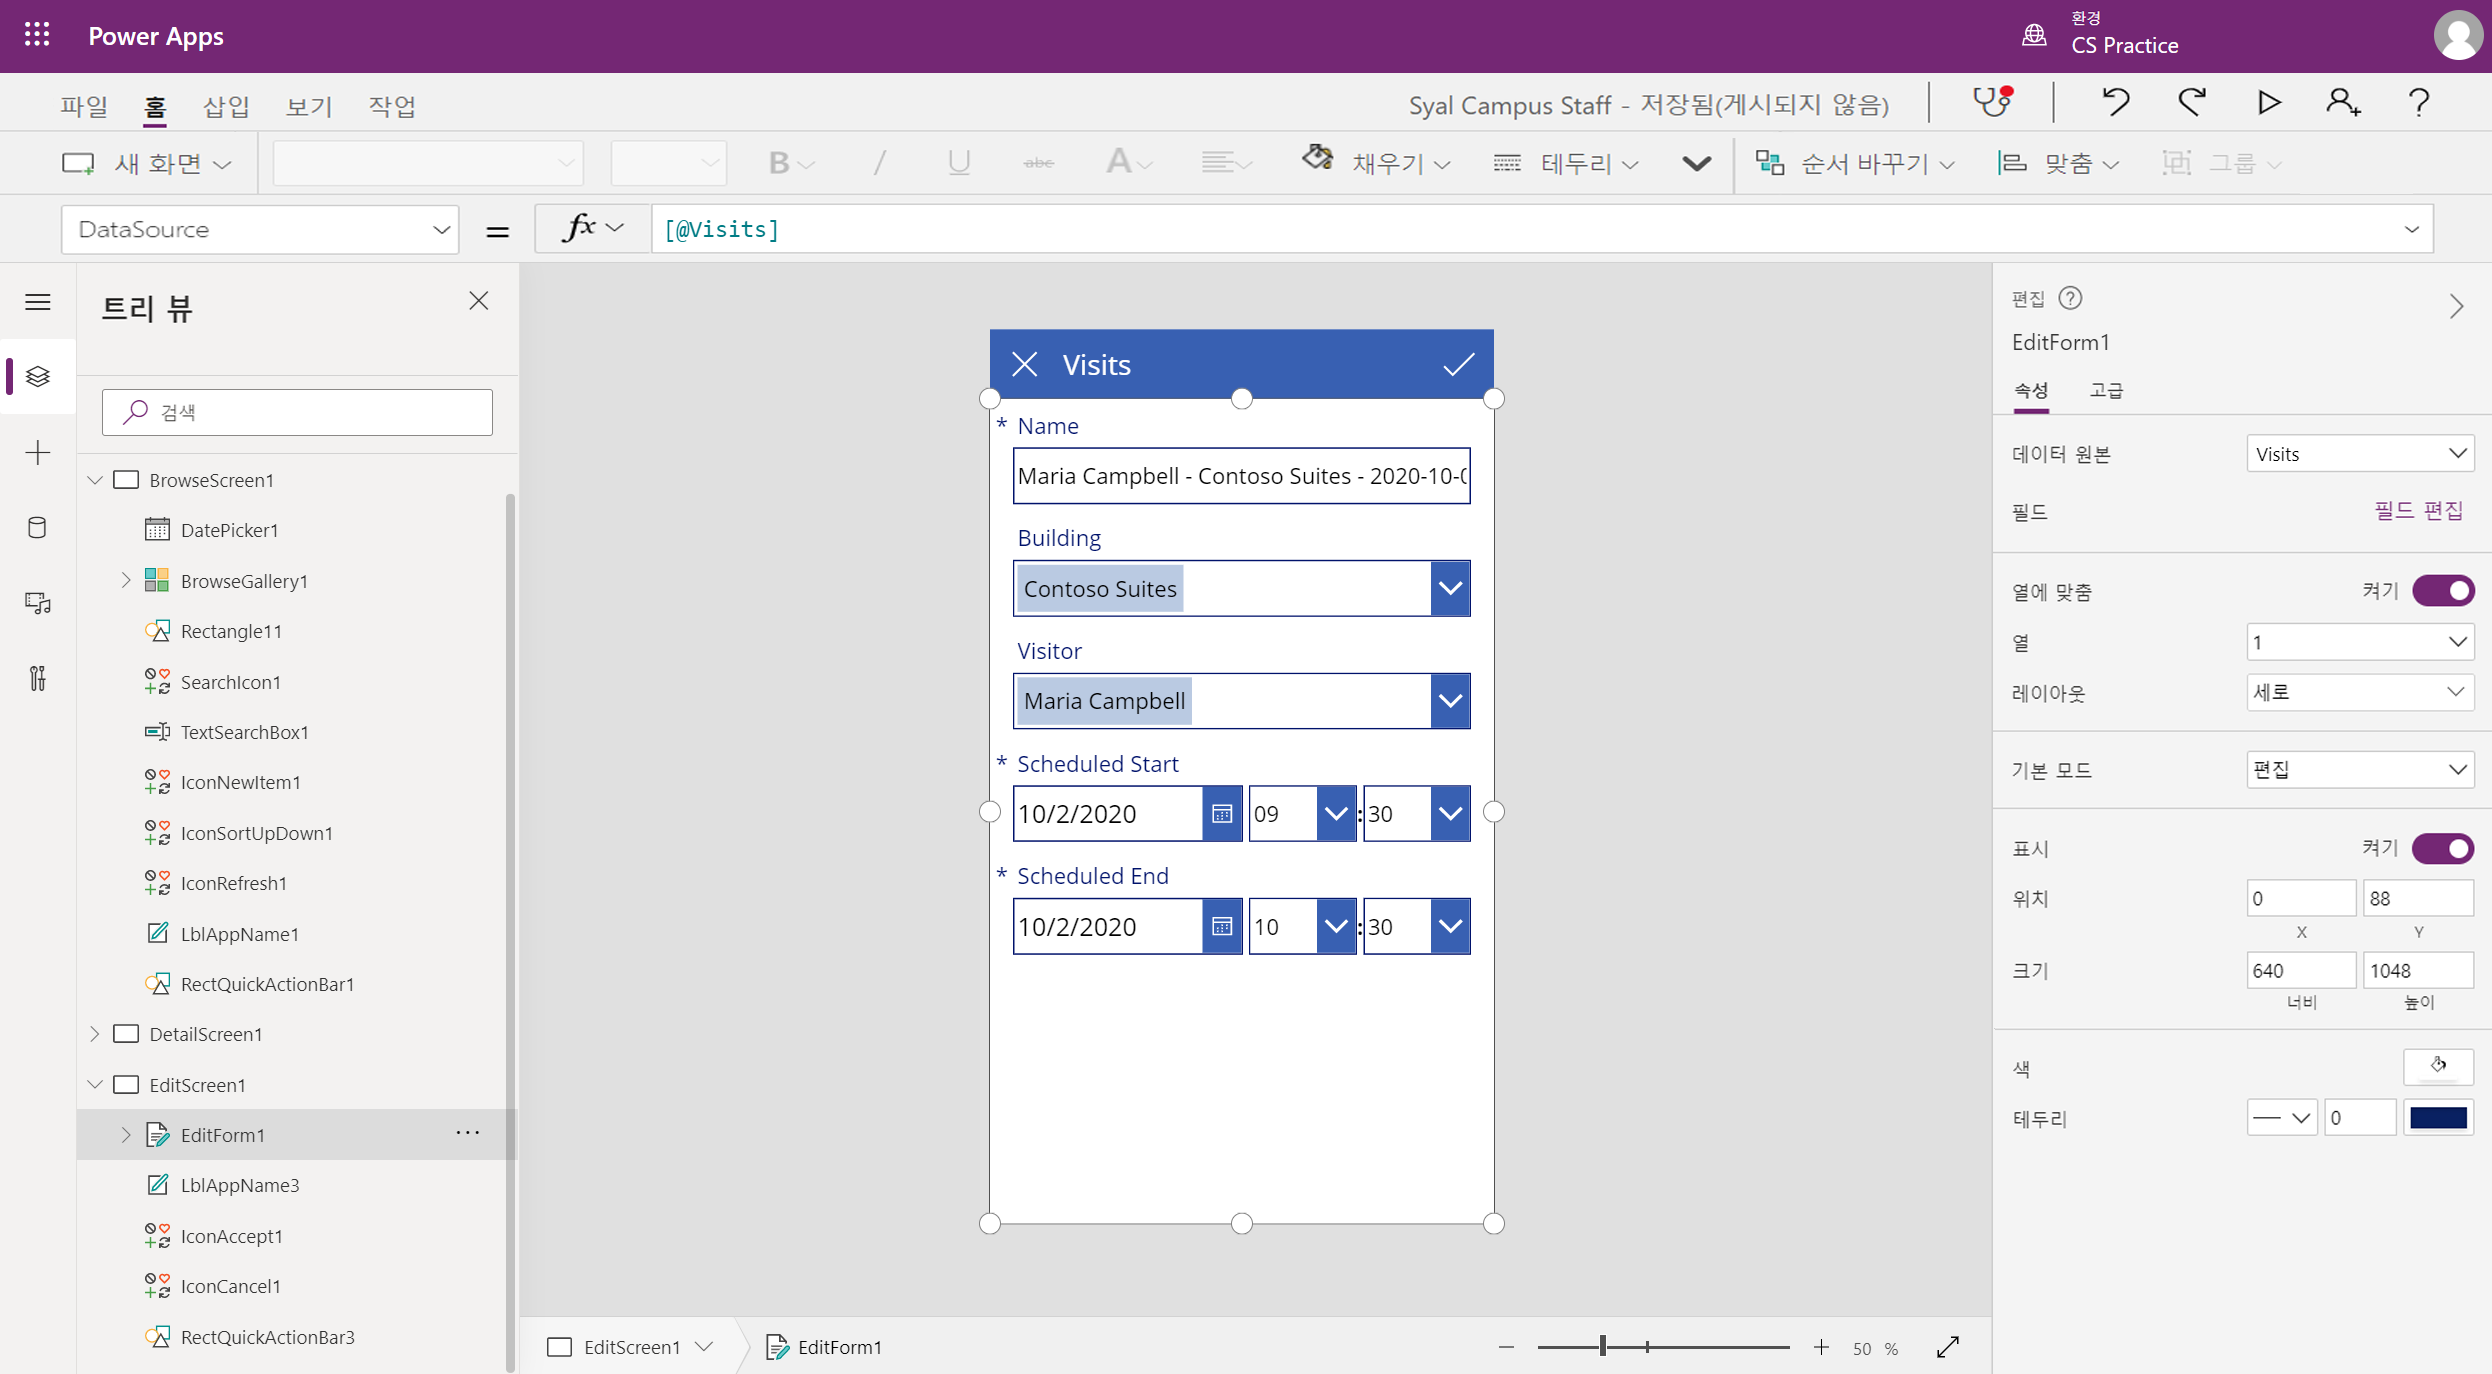 Power Apps
환경
CS Practice
파일 홈 삽입 보기 작업
Syal Campus Staff - 저장됨(게시되지 않음)
새 화면
B / U abc A 채우기 테두리 순서 바꾸기 맞춤 그룹
DataSource = fx [@Visits]
트리 뷰
검색
BrowseScreen1
DatePicker1
BrowseGallery1
Rectangle11
SearchIcon1
TextSearchBox1
IconNewItem1
IconSortUpDown1
IconRefresh1
LblAppName1
RectQuickActionBar1
DetailScreen1
EditScreen1
EditForm1 ...
LblAppName3
IconAccept1
IconCancel1
RectQuickActionBar3
Visits
* Name
Maria Campbell - Contoso Suites - 2020-10-0
Building
Contoso Suites
Visitor
Maria Campbell
* Scheduled Start
10/2/2020 09 : 30
* Scheduled End
10/2/2020 10 : 30
EditScreen1 EditForm1
50 %
편집
EditForm1
속성 고급
데이터 원본 Visits
필드 필드 편집
열에 맞춤 켜기
열 1
레이아웃 세로
기본 모드 편집
표시 켜기
위치 0 88
X Y
크기 640 1048
너비 높이
색
테두리 0